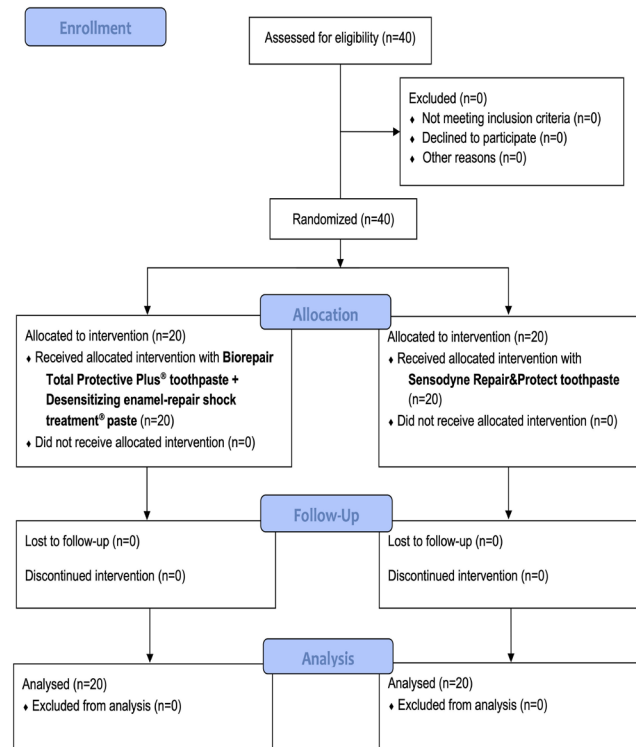 Enrollment
Assessed for eligibility (n=40)
Excluded (n=0)
♦ Not meeting inclusion criteria (n=0)
♦ Declined to participate (n=0)
♦ Other reasons (n=0)
Randomized (n=40)
Allocation
Allocated to intervention (n=20)
♦ Received allocated intervention with Biorepair
Total Protective Plus® toothpaste +
Desensitizing enamel-repair shock
treatment® paste (n=20)
♦ Did not receive allocated intervention (n=0)
Allocated to intervention (n=20)
♦ Received allocated intervention with
Sensodyne Repair&Protect toothpaste
(n=20)
♦ Did not receive allocated intervention (n=0)
Follow-Up
Lost to follow-up (n=0)
Discontinued intervention (n=0)
Lost to follow-up (n=0)
Discontinued intervention (n=0)
Analysis
Analysed (n=20)
♦ Excluded from analysis (n=0)
Analysed (n=20)
♦ Excluded from analysis (n=0)